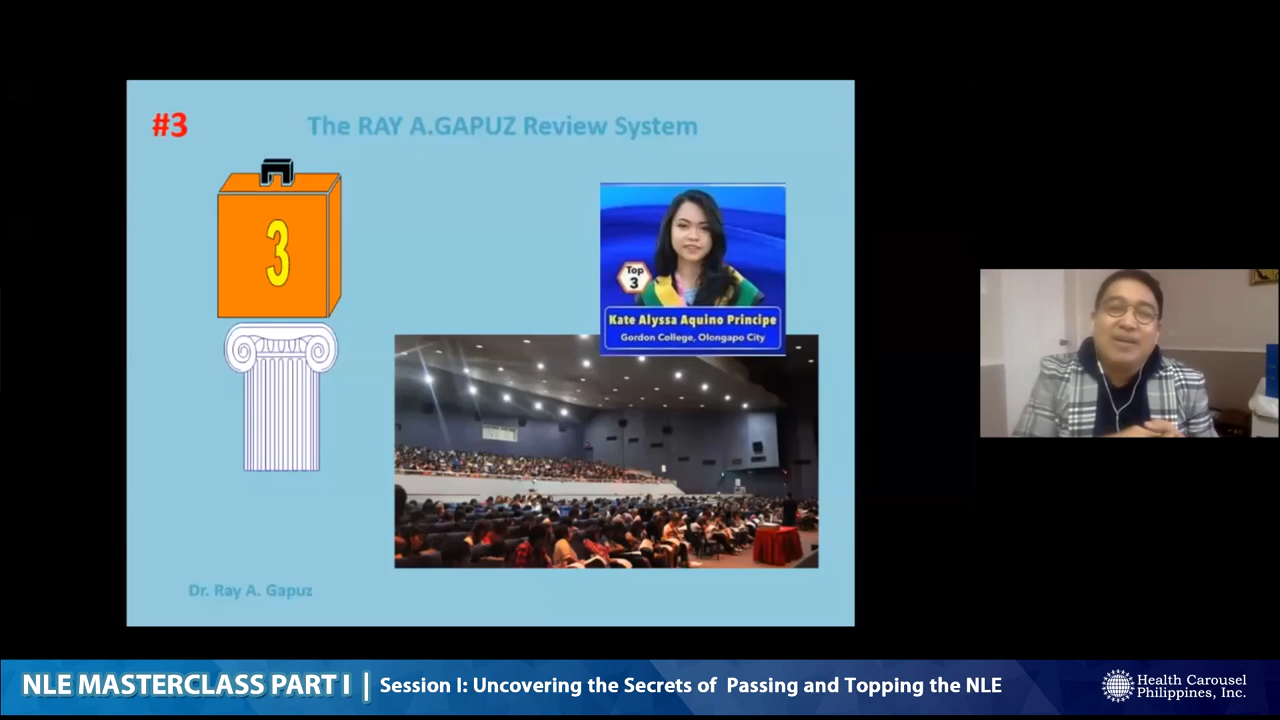 #3
The RAY A.GAPUZ Review System
3
Top
3
Kate Alyssa Aquino Principe
Gordon College, Olongapo City
Dr. Ray A. Gapuz
NLE MASTERCLASS PART I | Session I: Uncovering the Secrets of Passing and Topping the NLE
Health Carousel
Philippines, Inc.